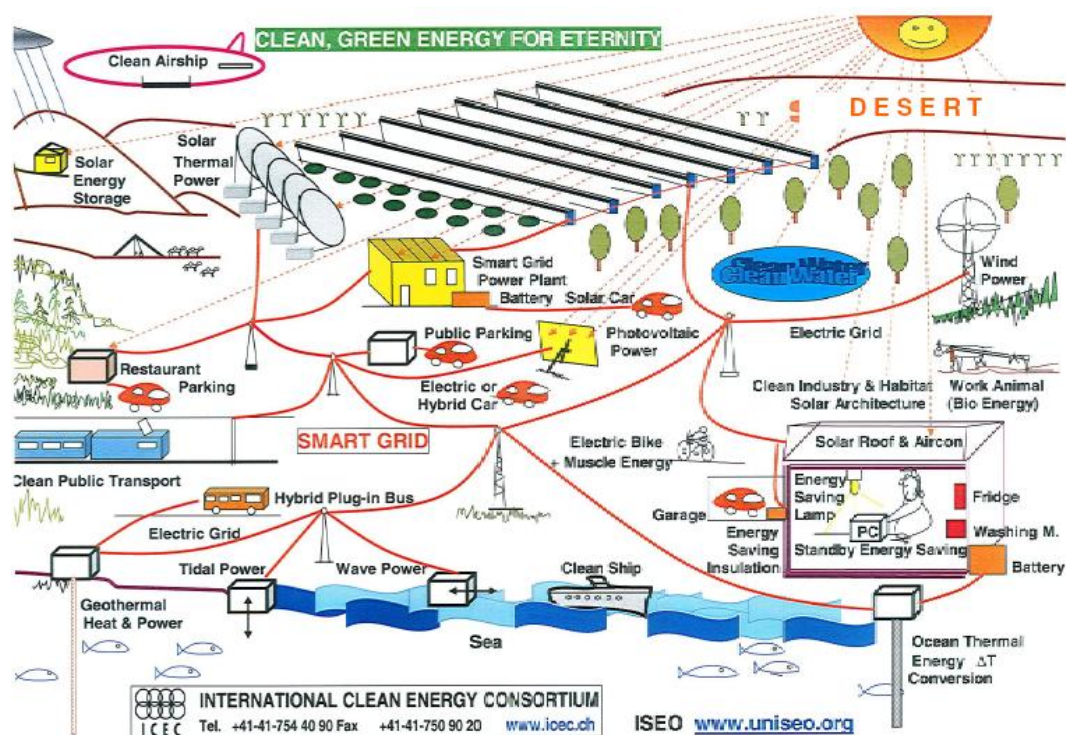 CLEAN, GREEN ENERGY FOR ETERNITY
Clean Airship
DESERT
Solar
Thermal
Power
Solar
Energy
Storage
Smart Grid
Power Plant
Battery
Solar Car
Clean Water
Clean Water
Wind
Power
Public Parking
Photovoltaic
Power
Electric Grid
Restaurant
Parking
Electric or
Hybrid Car
Clean Industry & Habitat
Solar Architecture
Work Animal
(Bio Energy)
SMART GRID
Electric Bike
+ Muscle Energy
Solar Roof & Aircon
Clean Public Transport
Hybrid Plug-in Bus
Energy
Saving
Lamp
Fridge
Garage
PC
Washing M.
Electric Grid
Energy
Saving
Insulation
Standby Energy Saving
Battery
Tidal Power
Wave Power
Clean Ship
Geothermal
Heat & Power
Sea
Ocean Thermal
Energy ΔT
Conversion
INTERNATIONAL CLEAN ENERGY CONSORTIUM
ICEC
Tel. +41-41-754 40 90 Fax +41-41-750 90 20 www.icec.ch
ISEO www.uniseo.org